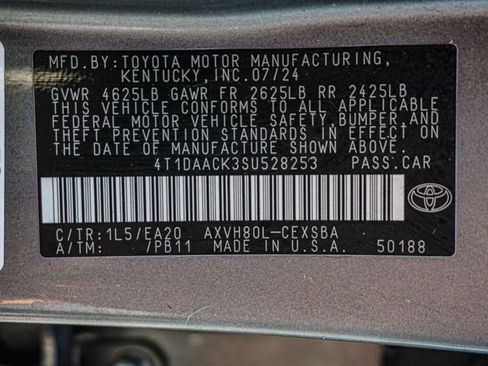 MFD.BY:TOYOTA MOTOR MANUFACTURING,
KENTUCKY,INC.07/24
GVWR 4625LB GAWR FR 2625LB RR 2425LB
THIS VEHICLE CONFORMS TO ALL APPLICABLE
FEDERAL MOTOR VEHICLE SAFETY,BUMPER,AND
THEFT PREVENTION STANDARDS IN EFFECT ON
THE DATE OF MANUFACTURE SHOWN ABOVE.
4T1DAACK3SU528253 PASS.CAR
C/TR:1L5/EA20 AXVH80L-CEXSBA
A/TM: /PB11 MADE IN U.S.A. 50188